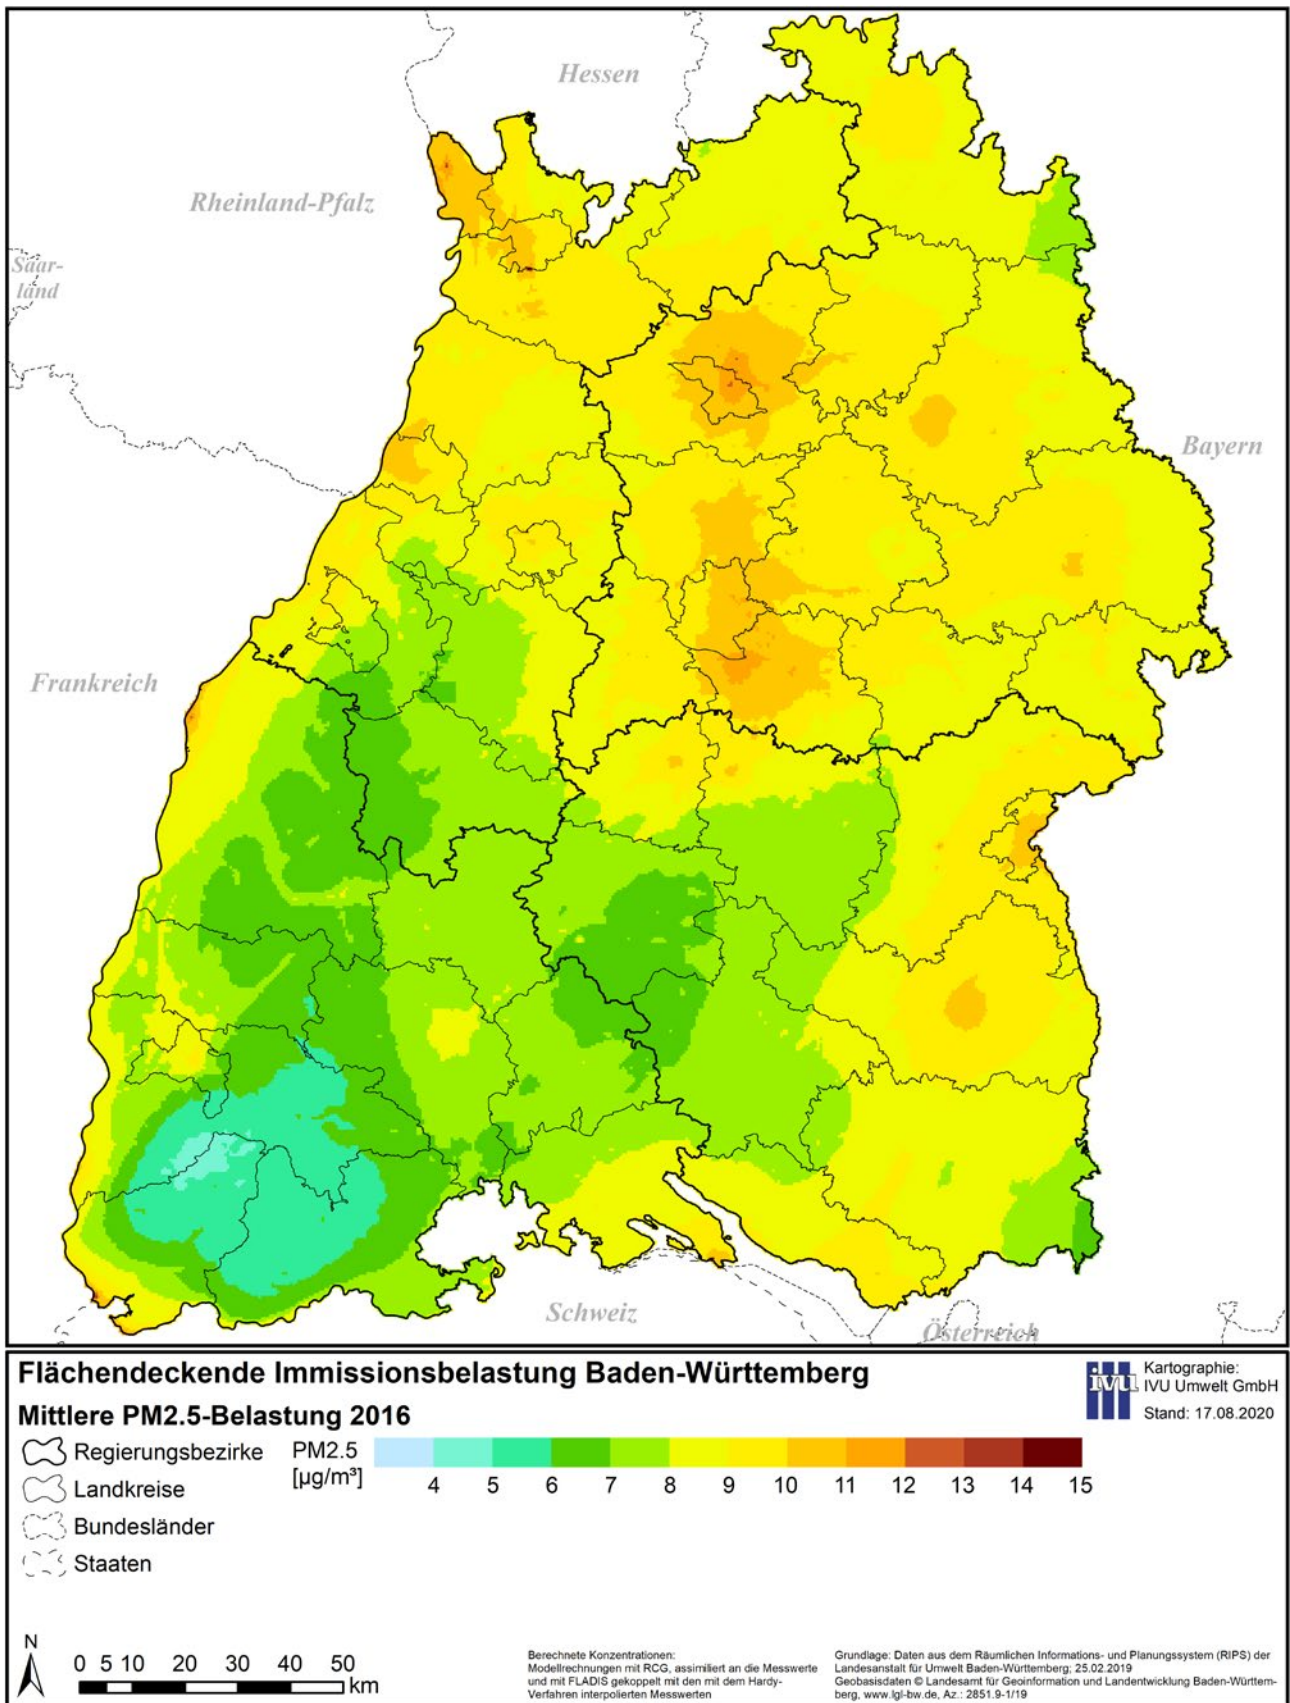 Hessen
Rheinland-Pfalz
Saar-
land
Bayern
Frankreich
Schweiz
Österreich
Flächendeckende Immissionsbelastung Baden-Württemberg
Mittlere PM2.5-Belastung 2016
ivu
Kartographie:
IVU Umwelt GmbH
Stand: 17.08.2020
Regierungsbezirke
Landkreise
Bundesländer
Staaten
PM2.5
[µg/m³]
4 5 6 7 8 9 10 11 12 13 14 15
N
0 5 10 20 30 40 50
km
Berechnete Konzentrationen:
Modellrechnungen mit RCG, assimiliert an die Messwerte
und mit FLADIS gekoppelt mit den mit dem Hardy-
Verfahren interpolierten Messwerten
Grundlage: Daten aus dem Räumlichen Informations- und Planungssystem (RIPS) der
Landesanstalt für Umwelt Baden-Württemberg; 25.02.2019
Geobasisdaten © Landesamt für Geoinformation und Landentwicklung Baden-Württem-
berg, www.lgl-bw.de, Az.: 2851.9-1/19